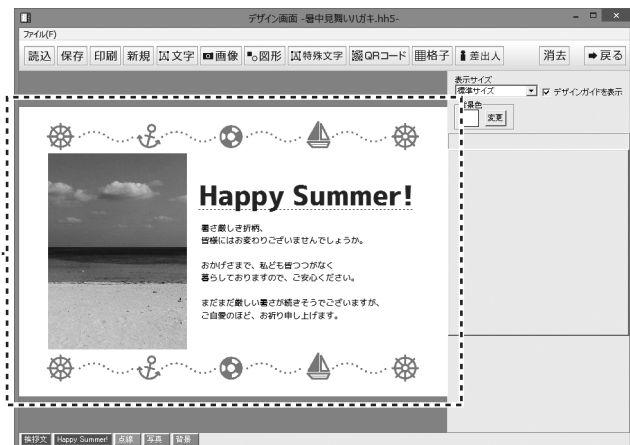 デザイン画面 -暑中見舞いハガキ.hh5-
ファイル(F)
読込 保存 印刷 新規 文字 画像 図形 特殊文字 QRコード 格子 差出人 消去 戻る
表示サイズ
標準サイズ デザインガイドを表示
背景色
変更
Happy Summer!
暑さ厳しき折柄、
皆様にはお変わりございませんでしょうか。
おかげさまで、私ども皆つつがなく
暮らしておりますので、ご安心ください。
まだまだ厳しい暑さが続きそうでございますが、
ご自愛のほど、お祈り申し上げます。
挨拶文 Happy Summer! 点線 写真 背景